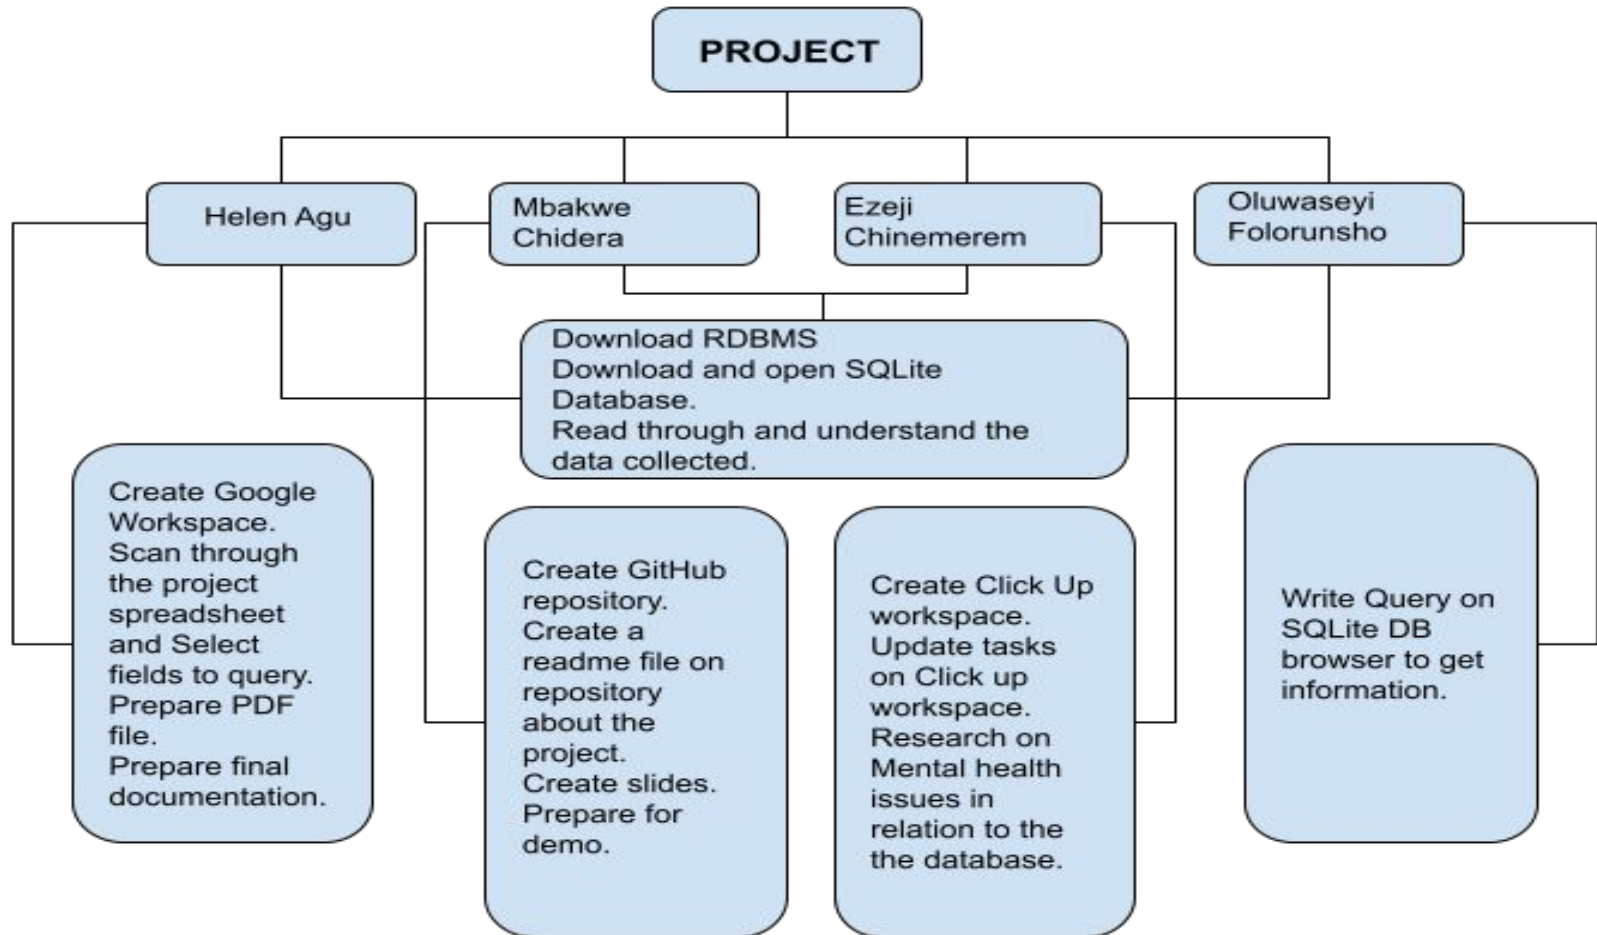 PROJECT
Helen Agu
Mbakwe
Chidera
Ezeji
Chinemerem
Oluwaseyi
Folorunsho
Download RDBMS
Download and open SQLite
Database.
Read through and understand the
data collected.
Create Google
Workspace.
Scan through
the project
spreadsheet
and Select
fields to query.
Prepare PDF
file.
Prepare final
documentation.
Create GitHub
repository.
Create a
readme file on
repository
about the
project.
Create slides.
Prepare for
demo.
Create Click Up
workspace.
Update tasks
on Click up
workspace.
Research on
Mental health
issues in
relation to the
the database.
Write Query on
SQLite DB
browser to get
information.